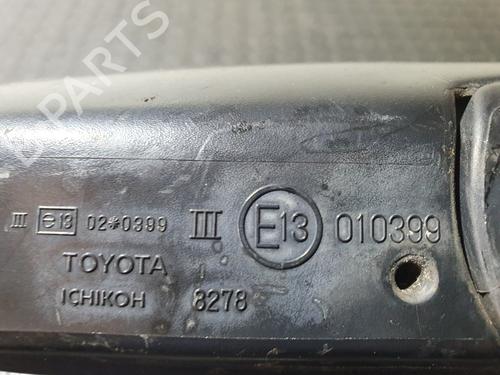 III e13 02*0399 III E13 010399
TOYOTA
ICHIKOH 8278
B PARTS